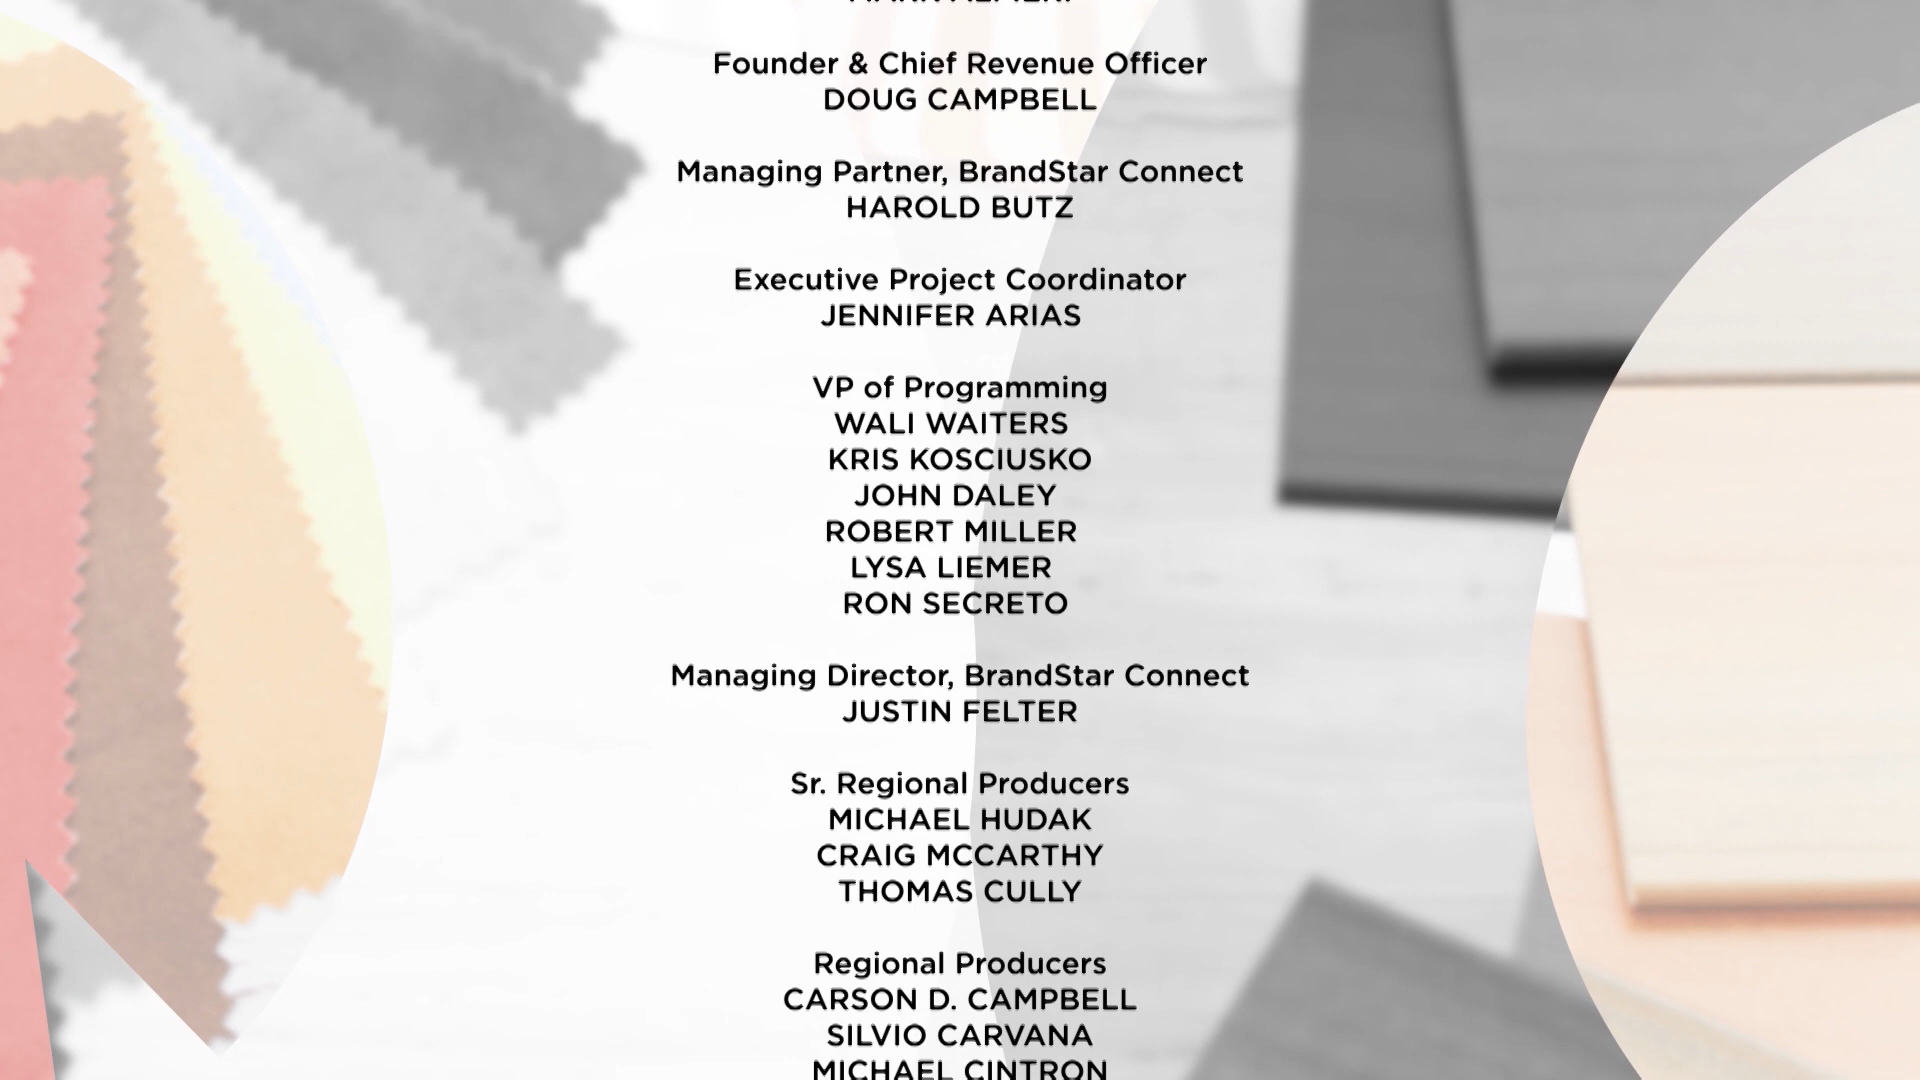 Founder & Chief Revenue Officer
DOUG CAMPBELL
Managing Partner, BrandStar Connect
HAROLD BUTZ
Executive Project Coordinator
JENNIFER ARIAS
VP of Programming
WALI WAITERS
KRIS KOSCIUSKO
JOHN DALEY
ROBERT MILLER
LYSA LIEMER
RON SECRETO
Managing Director, BrandStar Connect
JUSTIN FELTER
Sr. Regional Producers
MICHAEL HUDAK
CRAIG MCCARTHY
THOMAS CULLY
Regional Producers
CARSON D. CAMPBELL
SILVIO CARVANA
MICHAEL CINTRON